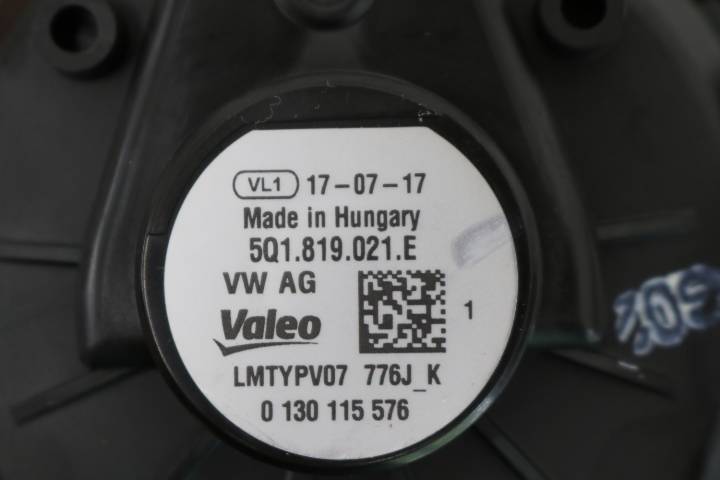 VL1 17-07-17
Made in Hungary
5Q1.819.021.E
VW AG
Valeo
1
LMTYPV07 776J_K
0 130 115 576